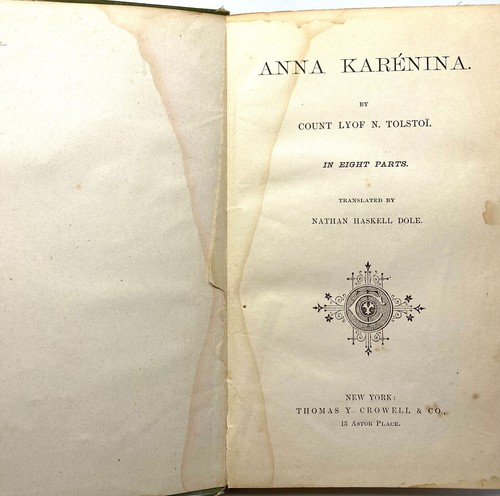 ANNA KARÉNINA.
BY
COUNT LYOF N. TOLSTOÏ.
IN EIGHT PARTS.
TRANSLATED BY
NATHAN HASKELL DOLE.
C
NEW YORK:
THOMAS Y. CROWELL & CO.,
13 ASTOR PLACE.